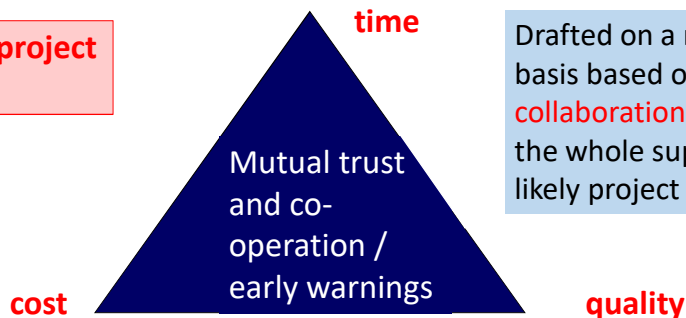 time
project
Drafted on a
basis based
collaboration
the whole
likely project
Mutual trust
and co-
operation /
early warnings
cost
quality